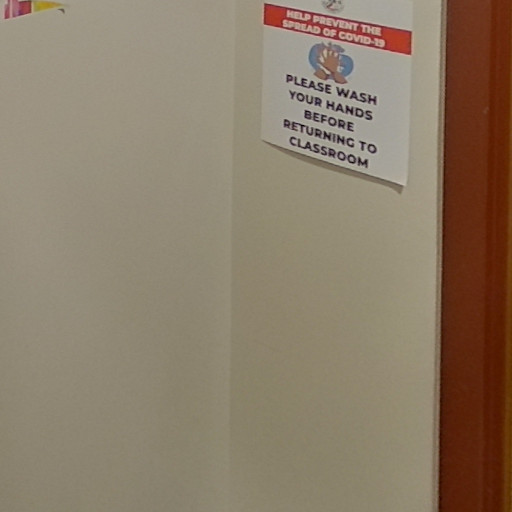 HELP PREVENT THE
SPREAD OF COVID-19
PLEASE WASH
YOUR HANDS
BEFORE
RETURNING TO
CLASSROOM